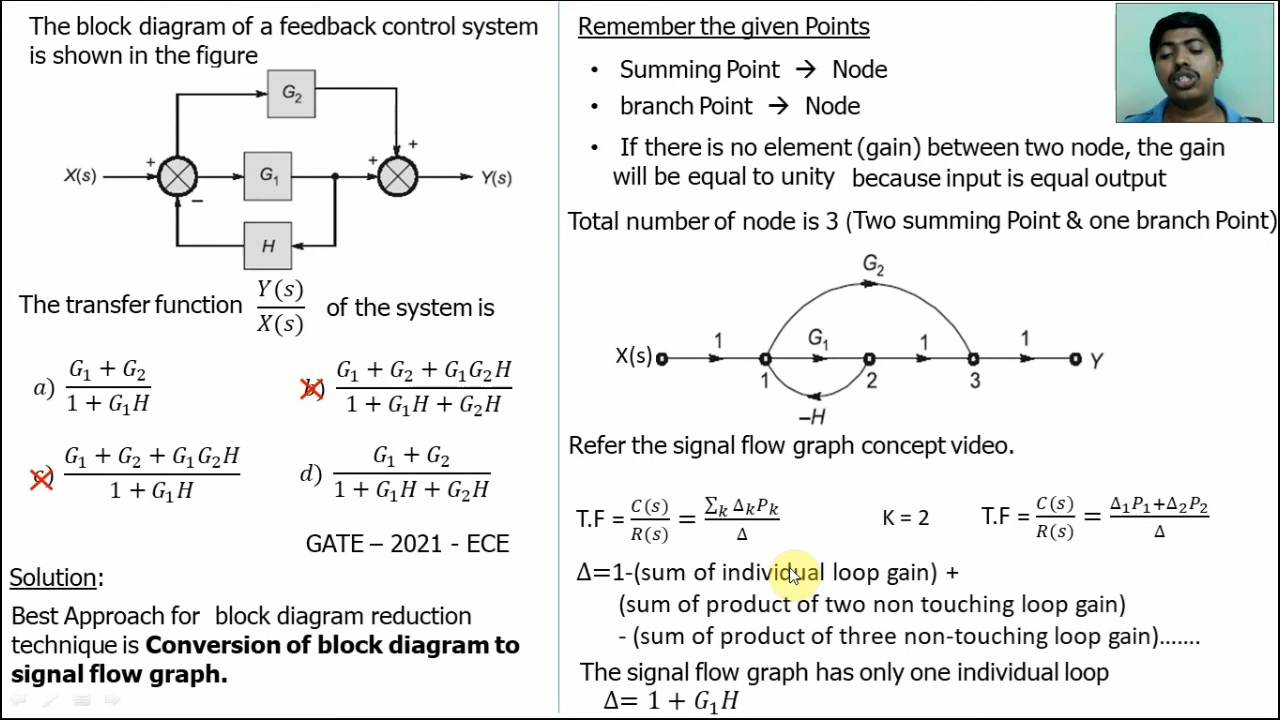 The block diagram of a feedback control system
is shown in the figure
G₂
+
X(s)
+
G₁
+
Y(s)
−
H
The transfer function Y(s)/X(s) of the system is
a) (G₁ + G₂)/(1 + G₁H)
b) (G₁ + G₂ + G₁G₂H)/(1 + G₁H + G₂H)
c) (G₁ + G₂ + G₁G₂H)/(1 + G₁H)
d) (G₁ + G₂)/(1 + G₁H + G₂H)
GATE – 2021 - ECE
Solution:
Best Approach for block diagram reduction
technique is Conversion of block diagram to
signal flow graph.
Remember the given Points
• Summing Point → Node
• branch Point → Node
• If there is no element (gain) between two node, the gain
will be equal to unity because input is equal output
Total number of node is 3 (Two summing Point & one branch Point)
G₂
X(s) 1 G₁ 1 1 Y
1 2 3
–H
Refer the signal flow graph concept video.
T.F = C(s)/R(s) = ∑ₖ ΔₖPₖ/Δ K = 2 T.F = C(s)/R(s) = Δ₁P₁+Δ₂P₂/Δ
Δ=1-(sum of individual loop gain) +
(sum of product of two non touching loop gain)
- (sum of product of three non-touching loop gain).......
The signal flow graph has only one individual loop
Δ= 1 + G₁H